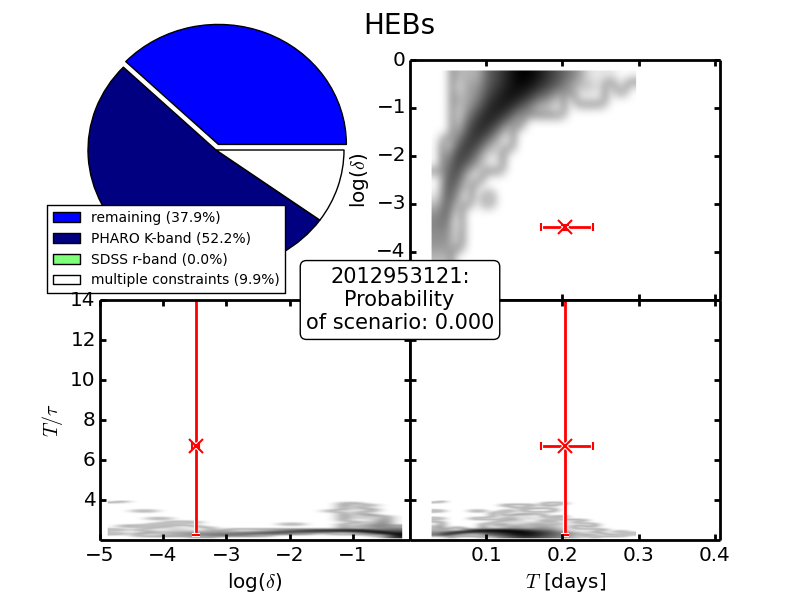 HEBs
remaining (37.9%)
PHARO K-band (52.2%)
SDSS r-band (0.0%)
multiple constraints (9.9%)
0
−1
−2
−3
−4
log(δ)
2012953121:
Probability
of scenario: 0.000
14
12
10
8
6
4
T/τ
−5 −4 −3 −2 −1
log(δ)
0.1 0.2 0.3 0.4
T [days]